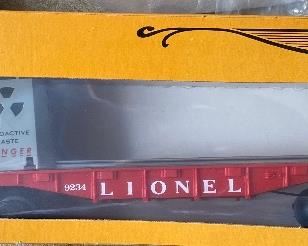 OACTIVE
ASTE
NGER
9234 LIONEL